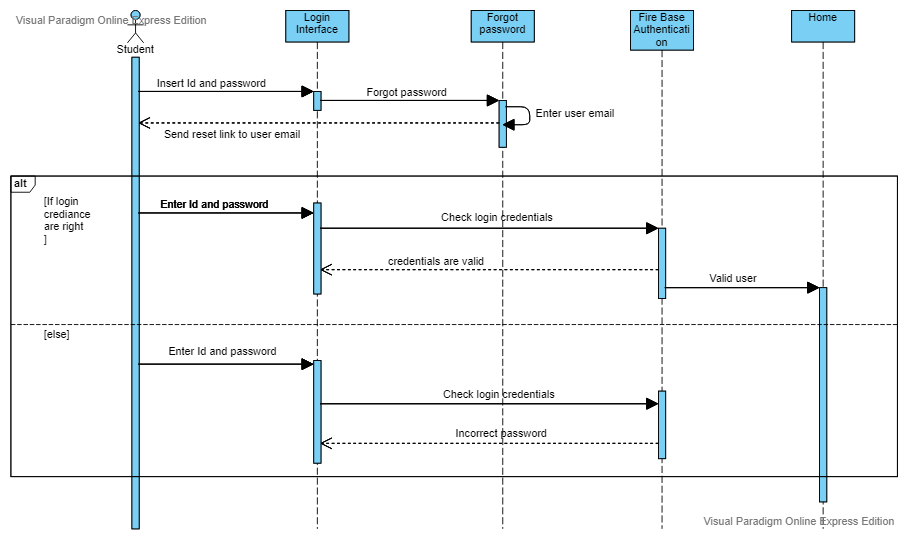 Visual Paradigm Online Express Edition
Student
Login
Interface
Forgot
password
Fire Base
Authenticati
on
Home
Insert Id and password
Forgot password
Enter user email
Send reset link to user email
alt
[If login
crediance
are right
]
Enter Id and password
Check login credentials
credentials are valid
Valid user
[else]
Enter Id and password
Check login credentials
Incorrect password
Visual Paradigm Online Express Edition